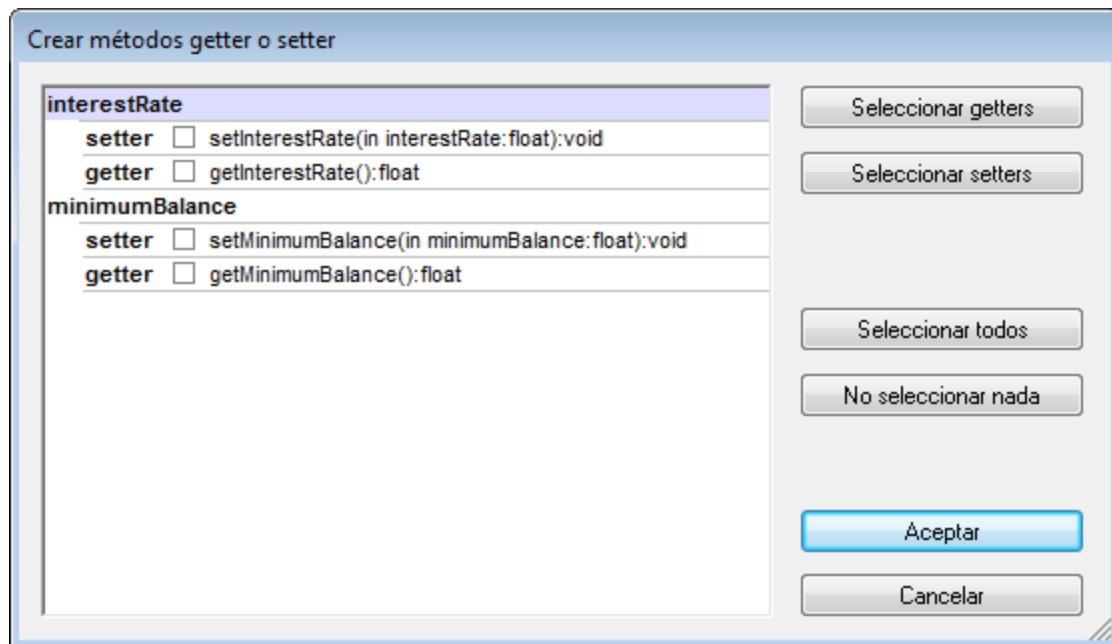 Crear métodos getter o setter
interestRate
setter setInterestRate(in interestRate:float):void
getter getInterestRate():float
minimumBalance
setter setMinimumBalance(in minimumBalance:float):void
getter getMinimumBalance():float
Seleccionar getters
Seleccionar setters
Seleccionar todos
No seleccionar nada
Aceptar
Cancelar